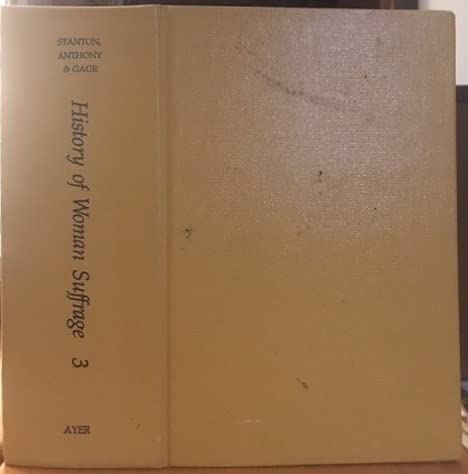 STANTON,
ANTHONY
& GAGE
History of Woman Suffrage 3
AYER